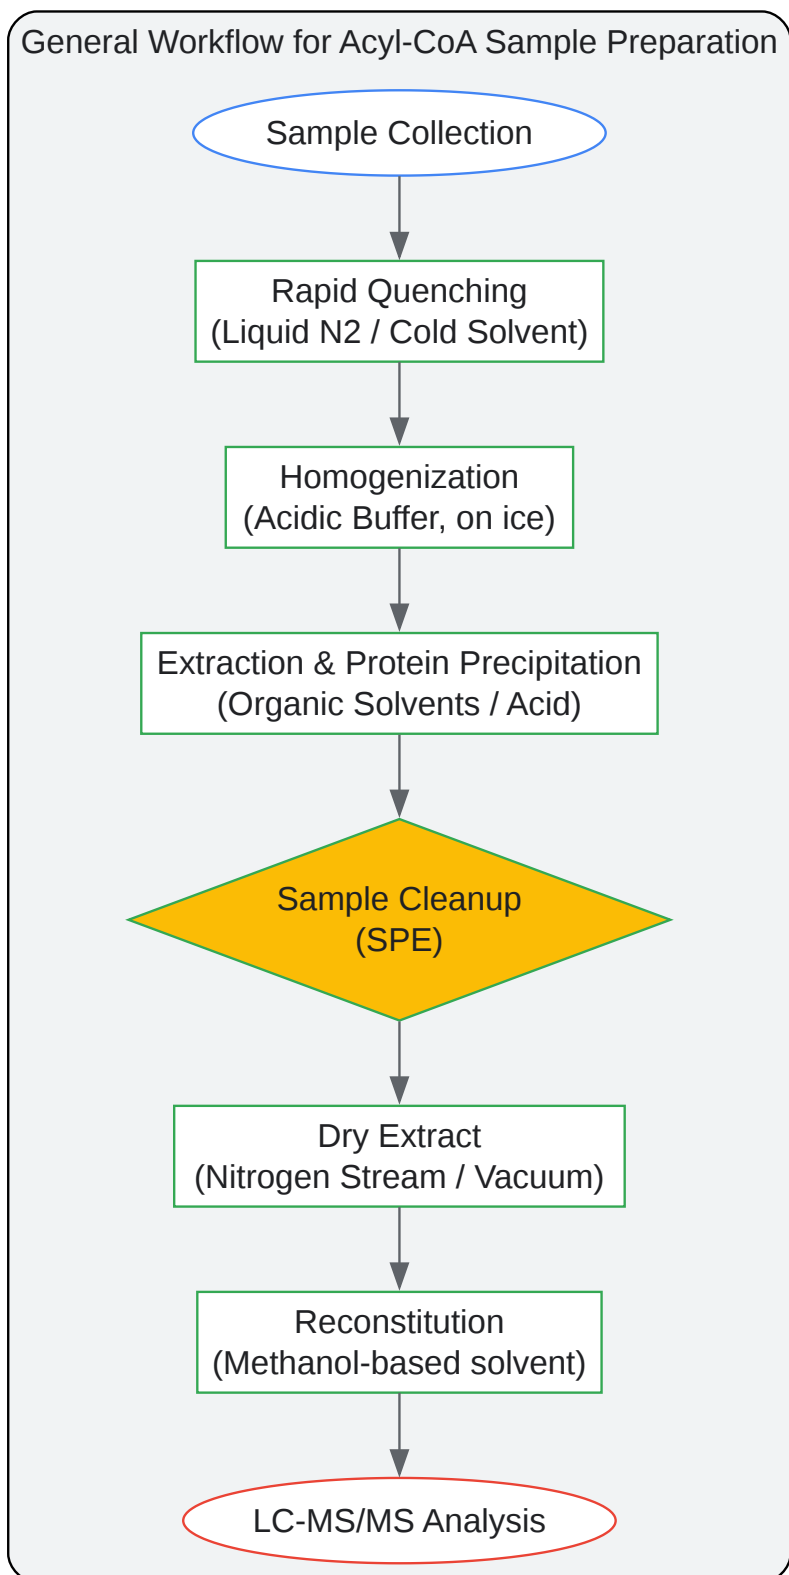 General Workflow for Acyl-CoA Sample Preparation
Sample Collection
Rapid Quenching
(Liquid N2 / Cold Solvent)
Homogenization
(Acidic Buffer, on ice)
Extraction & Protein Precipitation
(Organic Solvents / Acid)
Sample Cleanup
(SPE)
Dry Extract
(Nitrogen Stream / Vacuum)
Reconstitution
(Methanol-based solvent)
LC-MS/MS Analysis